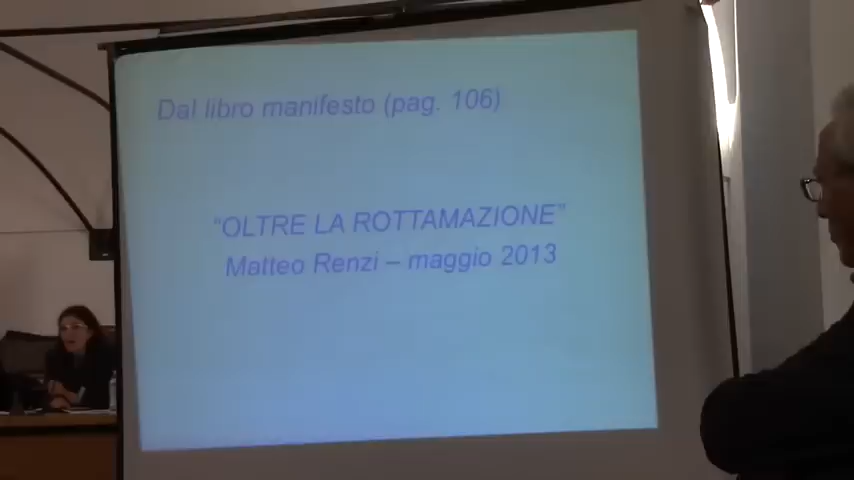 Dal libro manifesto (pag. 106)
“OLTRE LA ROTTAMAZIONE”
Matteo Renzi – maggio 2013